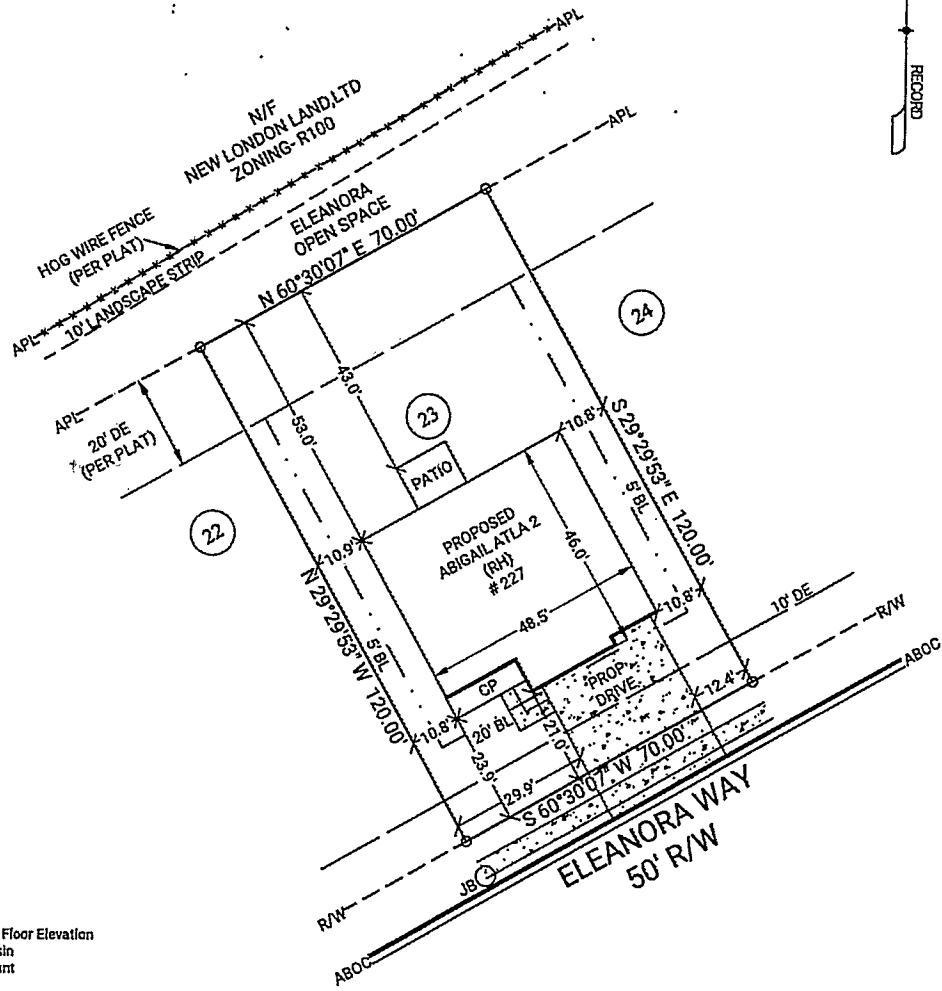 RECORD
APL
N/F
NEW LONDON LAND,LTD
ZONING- R100
APL
HOG WIRE FENCE
(PER PLAT)
ELEANORA
OPEN SPACE
N 60°30'07" E 70.00'
10' LANDSCAPE STRIP
APL
24
APL
20' DE
(PER PLAT)
43.0'
53.0'
23
10.8'
S 29°29'53" E 120.00'
PATIO
22
5' BL
PROPOSED
ABIGAIL ATLA 2
(RH)
#227
46.0'
10.9'
N 29°29'53" W 120.00'
5' BL
48.5'
10.8'
10' DE
R/W
CP
PROP.
DRIVE
12.4'
ABOC
10.8'
20' BL
21.0'
23.9'
29.9'
S 60°30'07" W 70.00'
ELEANORA WAY
50' R/W
JB
R/W
ABOC
Floor Elevation
sin